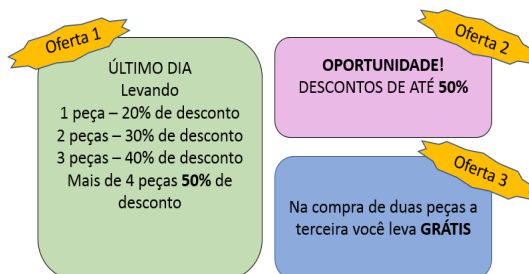 Oferta 1
ÚLTIMO DIA
Levando
1 peça – 20% de desconto
2 peças – 30% de desconto
3 peças – 40% de desconto
Mais de 4 peças 50% de
desconto
Oferta 2
OPORTUNIDADE!
DESCONTOS DE ATÉ 50%
Oferta 3
Na compra de duas peças a
terceira você leva GRÁTIS